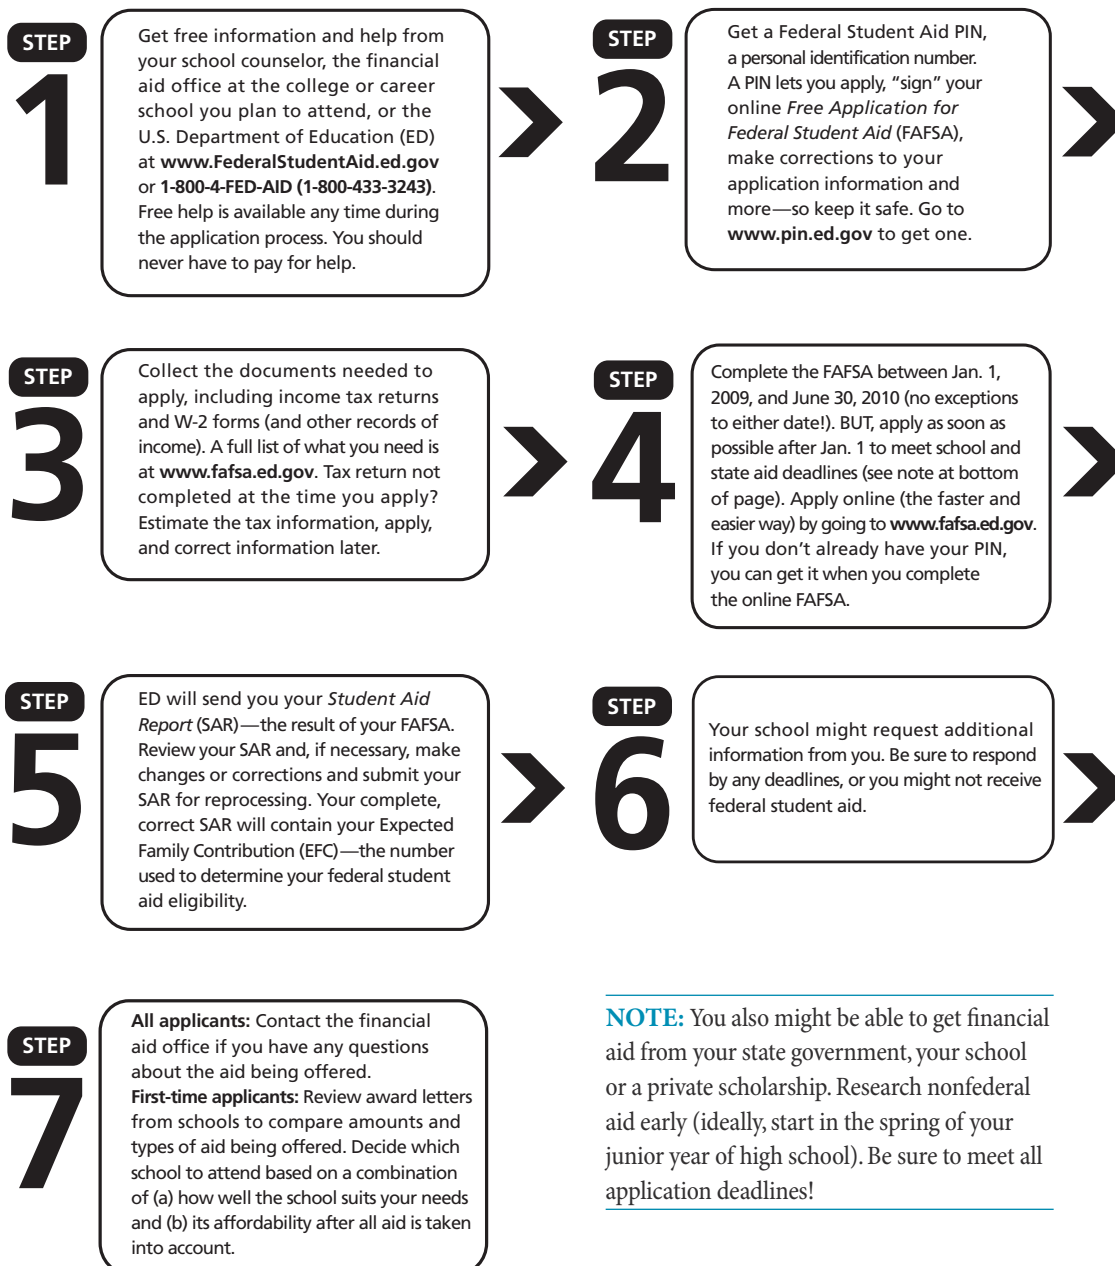 STEP
1
Get free information and help from
your school counselor, the financial
aid office at the college or career
school you plan to attend, or the
U.S. Department of Education (ED)
at www.FederalStudentAid.ed.gov
or 1-800-4-FED-AID (1-800-433-3243).
Free help is available any time during
the application process. You should
never have to pay for help.
STEP
2
Get a Federal Student Aid PIN,
a personal identification number.
A PIN lets you apply, “sign” your
online Free Application for
Federal Student Aid (FAFSA),
make corrections to your
application information and
more—so keep it safe. Go to
www.pin.ed.gov to get one.
STEP
3
Collect the documents needed to
apply, including income tax returns
and W-2 forms (and other records of
income). A full list of what you need is
at www.fafsa.ed.gov. Tax return not
completed at the time you apply?
Estimate the tax information, apply,
and correct information later.
STEP
4
Complete the FAFSA between Jan. 1,
2009, and June 30, 2010 (no exceptions
to either date!). BUT, apply as soon as
possible after Jan. 1 to meet school and
state aid deadlines (see note at bottom
of page). Apply online (the faster and
easier way) by going to www.fafsa.ed.gov.
If you don’t already have your PIN,
you can get it when you complete
the online FAFSA.
STEP
5
ED will send you your Student Aid
Report (SAR)—the result of your FAFSA.
Review your SAR and, if necessary, make
changes or corrections and submit your
SAR for reprocessing. Your complete,
correct SAR will contain your Expected
Family Contribution (EFC)—the number
used to determine your federal student
aid eligibility.
STEP
6
Your school might request additional
information from you. Be sure to respond
by any deadlines, or you might not receive
federal student aid.
STEP
7
All applicants: Contact the financial
aid office if you have any questions
about the aid being offered.
First-time applicants: Review award letters
from schools to compare amounts and
types of aid being offered. Decide which
school to attend based on a combination
of (a) how well the school suits your needs
and (b) its affordability after all aid is taken
into account.
NOTE: You also might be able to get financial
aid from your state government, your school
or a private scholarship. Research nonfederal
aid early (ideally, start in the spring of your
junior year of high school). Be sure to meet all
application deadlines!